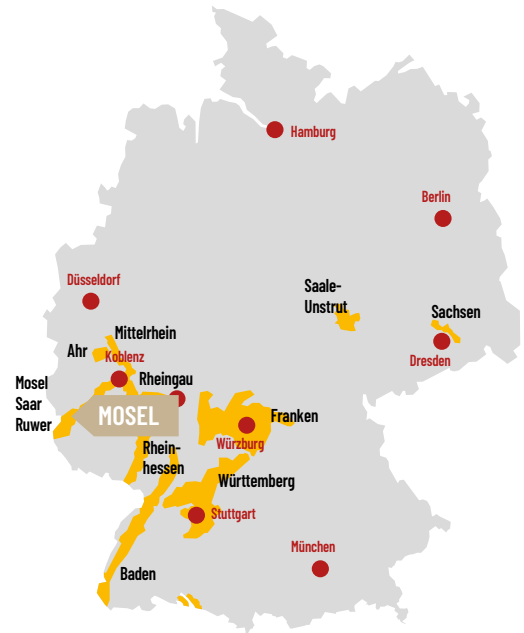 Hamburg
Berlin
Düsseldorf
Saale-
Unstrut
Sachsen
Mittelrhein
Ahr
Koblenz
Dresden
Rheingau
Mosel
Saar
Ruwer
MOSEL
Franken
Würzburg
Rhein-
hessen
Württemberg
Stuttgart
München
Baden